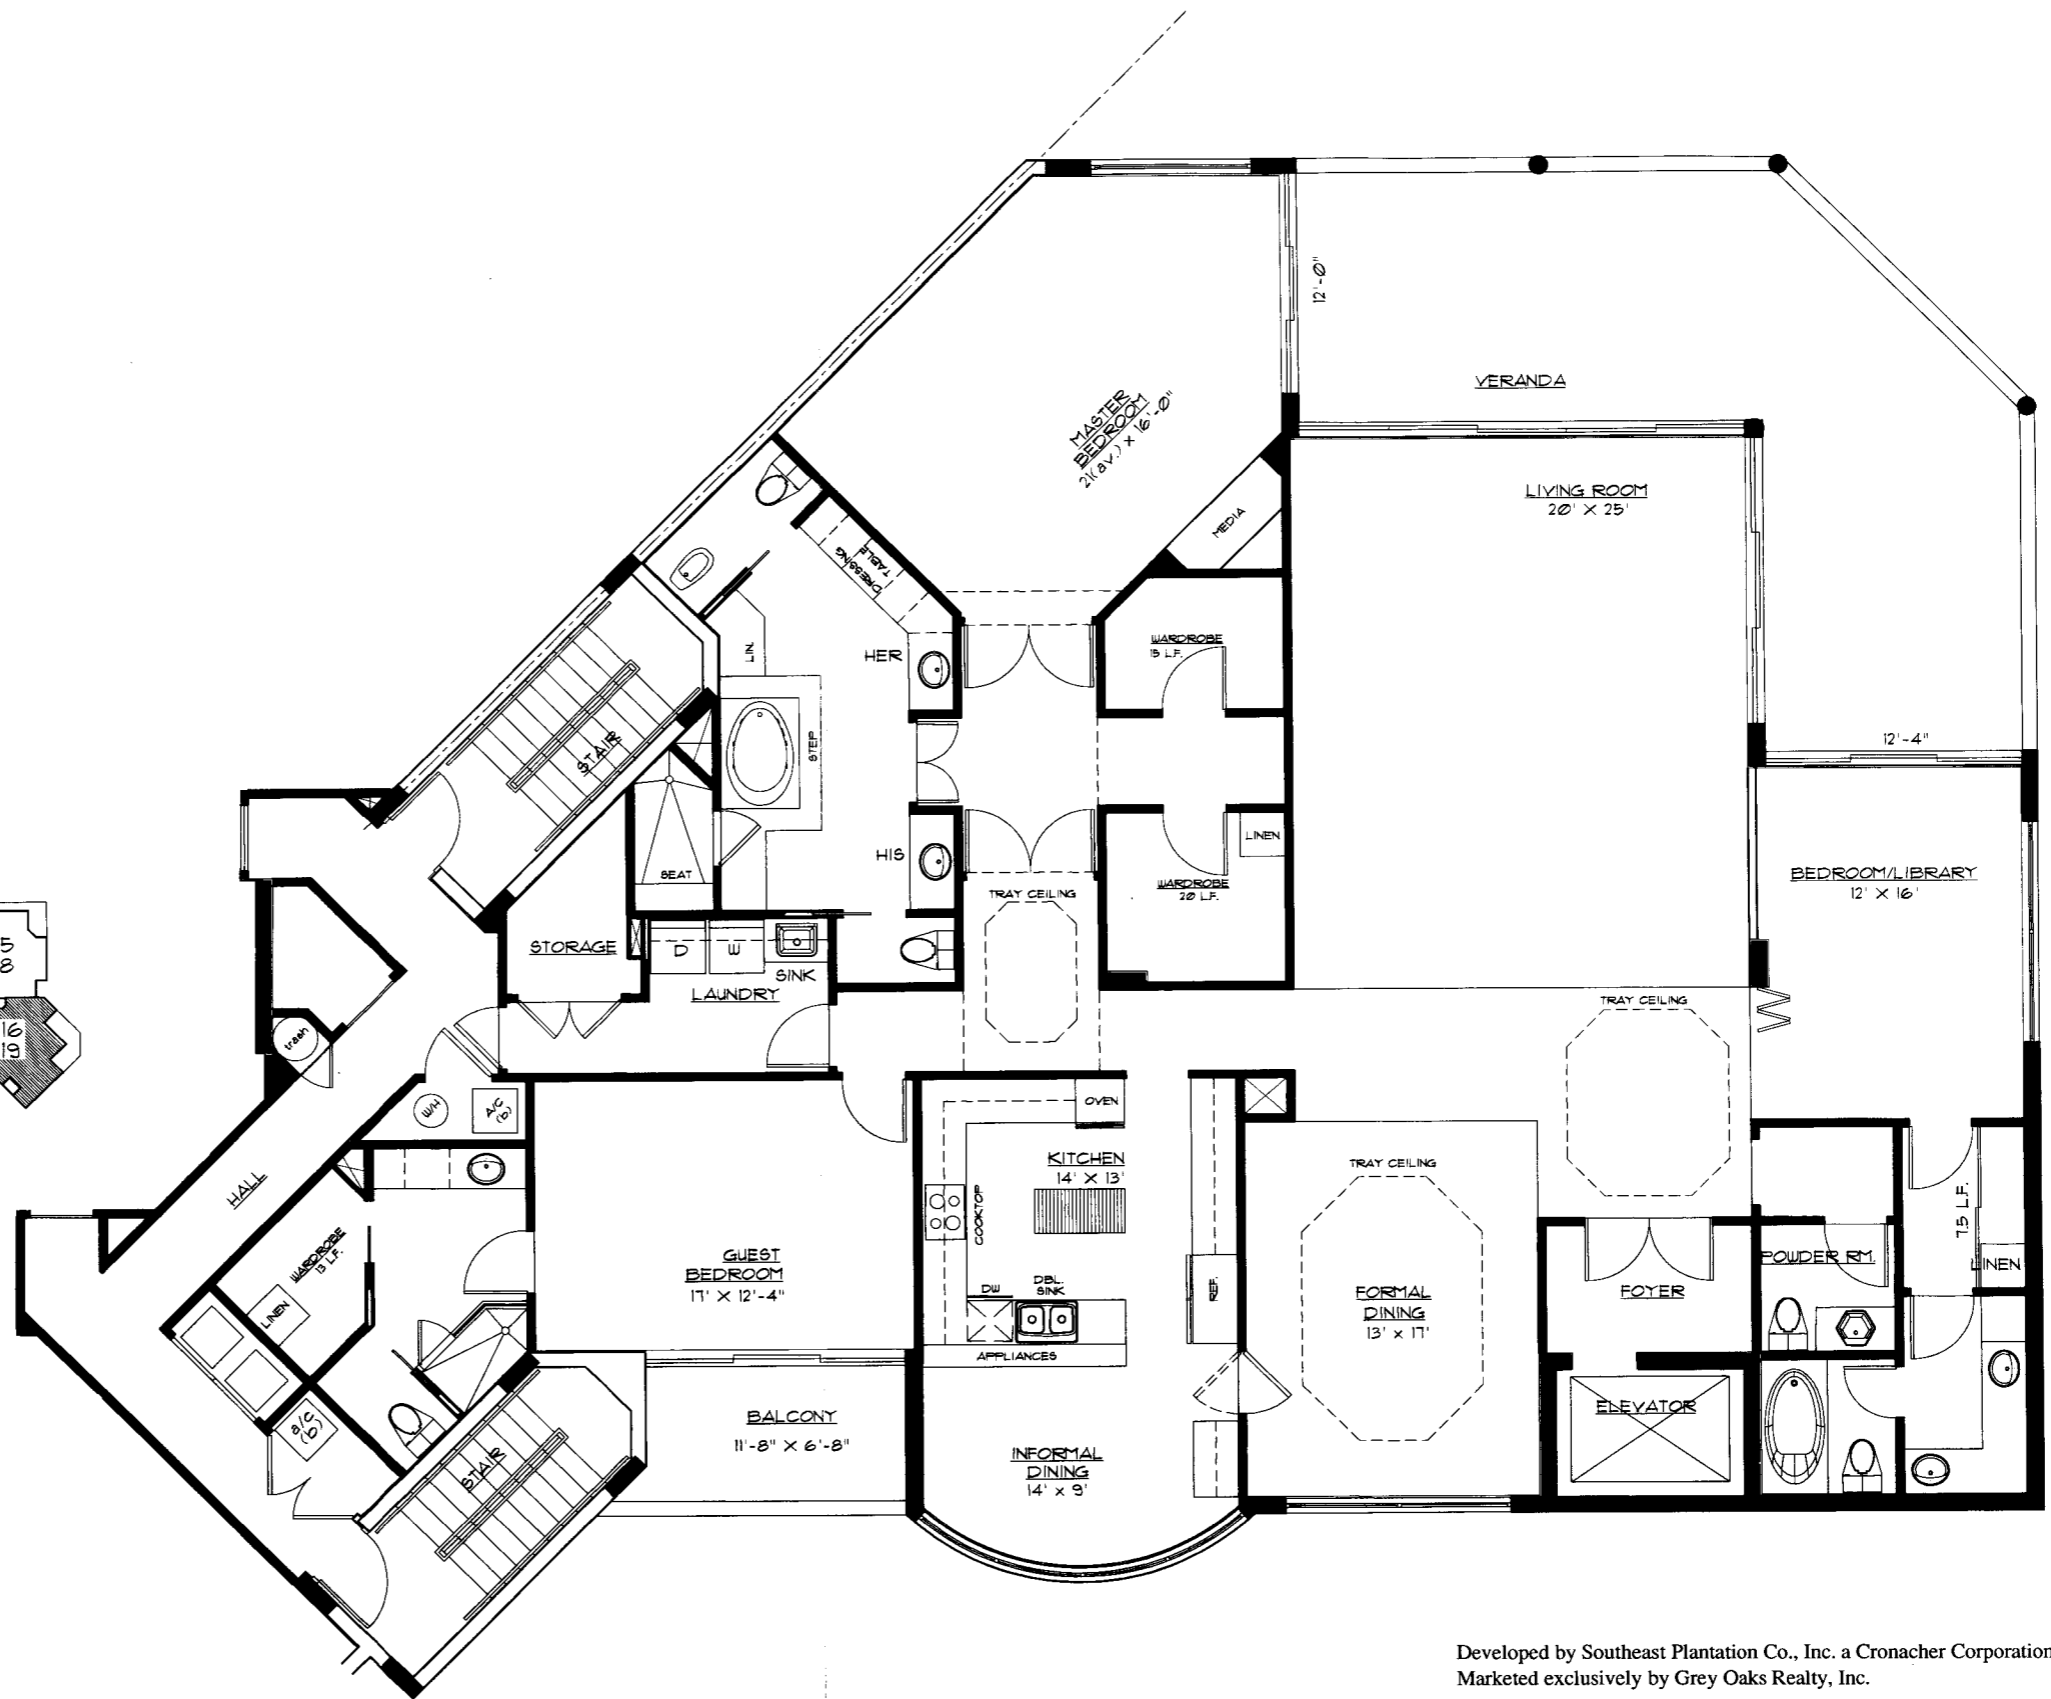 12'-0"
VERANDA
MASTER
BEDROOM
21'(av.) x 16'-0"
LIVING ROOM
20' X 25'
MEDIA
DRESSING
TABLE
WARDROBE
15 L.F.
HER
LIN.
STEP
STAIR
12'-4"
LINEN
HIS
SEAT
WARDROBE
20 L.F.
TRAY CEILING
BEDROOM/LIBRARY
12' X 16'
5
8
STORAGE
D
W
SINK
LAUNDRY
TRAY CEILING
16
19
trash
W/H
A/C
(b)
OVEN
KITCHEN
14' X 13'
TRAY CEILING
HALL
COOKTOP
7.5 L.F.
WARDROBE
13 L.F.
GUEST
BEDROOM
17' X 12'-4"
POWDER RM.
LINEN
DW
DBL.
SINK
REF.
FORMAL
DINING
13' x 17'
FOYER
LINEN
APPLIANCES
a/c
(b)
BALCONY
11'-8" X 6'-8"
ELEVATOR
STAIR
INFORMAL
DINING
14' x 9'
Developed by Southeast Plantation Co., Inc. a Cronacher Corporation
Marketed exclusively by Grey Oaks Realty, Inc.